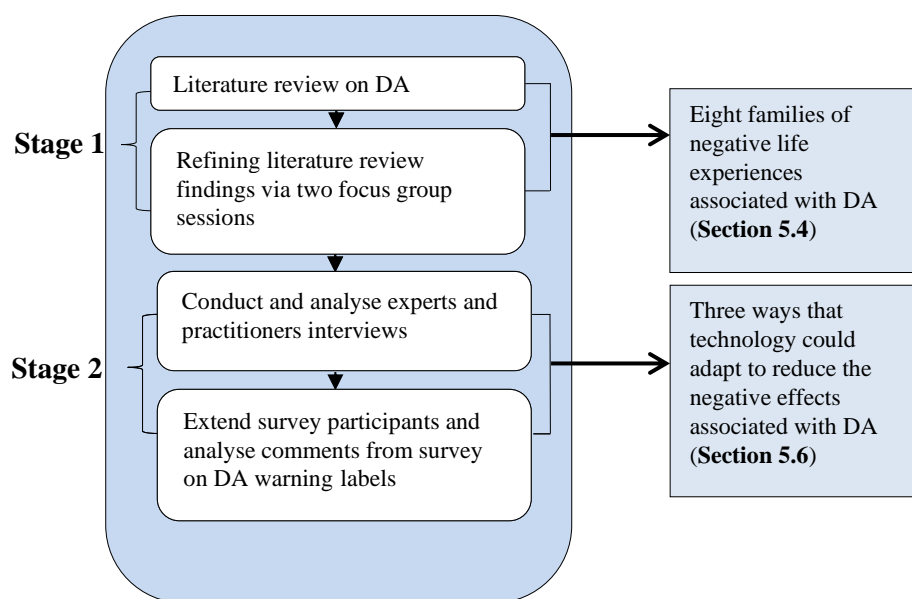 Stage 1
Literature review on DA
Refining literature review
findings via two focus group
sessions
Eight families of
negative life
experiences
associated with DA
(Section 5.4)
Stage 2
Conduct and analyse experts and
practitioners interviews
Extend survey participants and
analyse comments from survey
on DA warning labels
Three ways that
technology could
adapt to reduce the
negative effects
associated with DA
(Section 5.6)